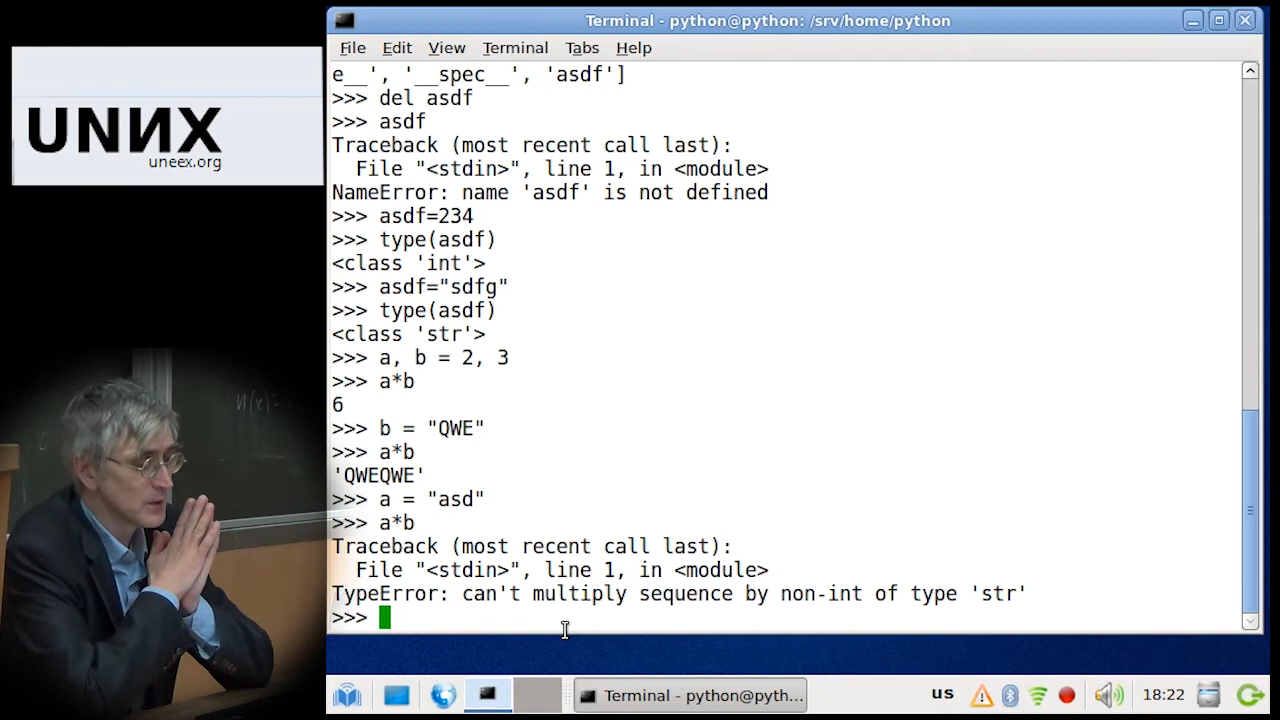 UNИX
uneex.org
Terminal - python@python: /srv/home/python
File Edit View Terminal Tabs Help
e__', '__spec__', 'asdf']
>>> del asdf
>>> asdf
Traceback (most recent call last):
  File "<stdin>", line 1, in <module>
NameError: name 'asdf' is not defined
>>> asdf=234
>>> type(asdf)
<class 'int'>
>>> asdf="sdfg"
>>> type(asdf)
<class 'str'>
>>> a, b = 2, 3
>>> a*b
6
>>> b = "QWE"
>>> a*b
'QWEQWE'
>>> a = "asd"
>>> a*b
Traceback (most recent call last):
  File "<stdin>", line 1, in <module>
TypeError: can't multiply sequence by non-int of type 'str'
>>>
Terminal - python@pyth...
us
18:22